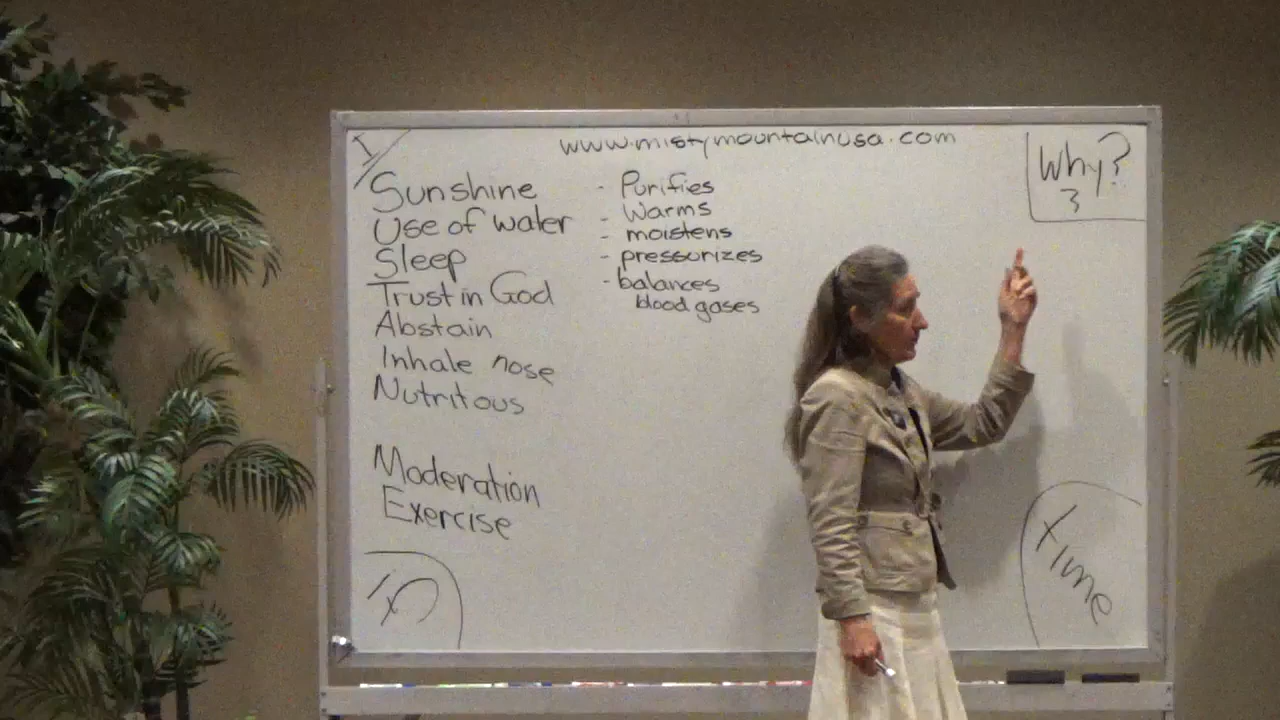 I
www.mistymountainusa.com
Why?
3
Sunshine
Use of water
Sleep
Trust in God
Abstain
Inhale nose
Nutritous
Moderation
Exercise
- Purifies
- Warms
- moistens
- pressurizes
- balances
blood gases
Time